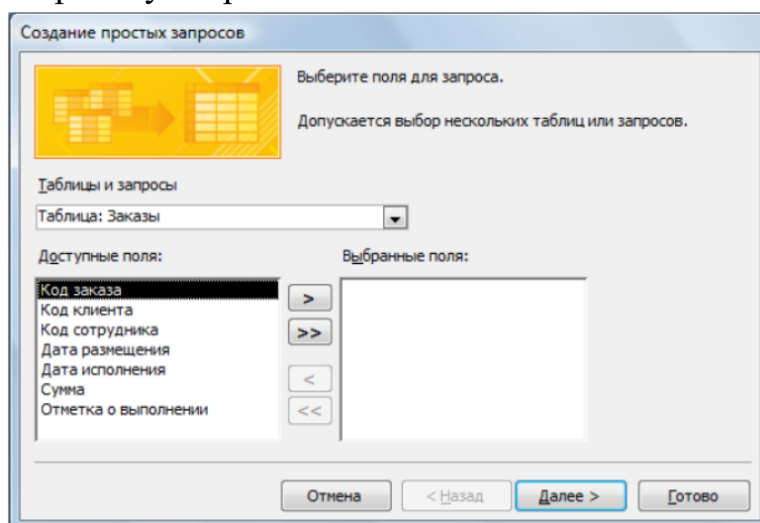 Создание простых запросов
Выберите поля для запроса.
Допускается выбор нескольких таблиц или запросов.
Таблицы и запросы
Таблица: Заказы
Доступные поля:
Выбранные поля:
Код заказа
Код клиента
Код сотрудника
Дата размещения
Дата исполнения
Сумма
Отметка о выполнении
>
>>
<
<<
Отмена
< Назад
Далее >
Готово